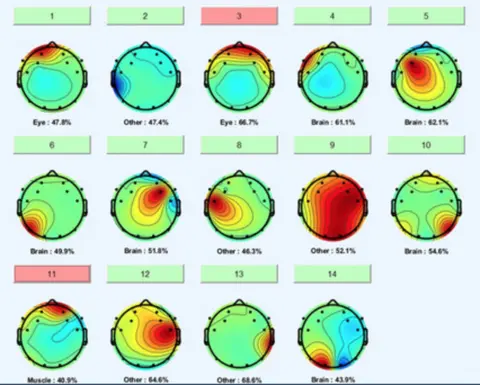 1 2 3 4 5
Eye : 47.8% Other : 47.4% Eye : 66.7% Brain : 61.1% Brain : 62.1%
6 7 8 9 10
Brain : 49.9% Brain : 51.8% Other : 46.3% Other : 52.1% Brain : 54.6%
11 12 13 14
Muscle : 40.9% Other : 64.6% Other : 68.6% Brain : 43.9%